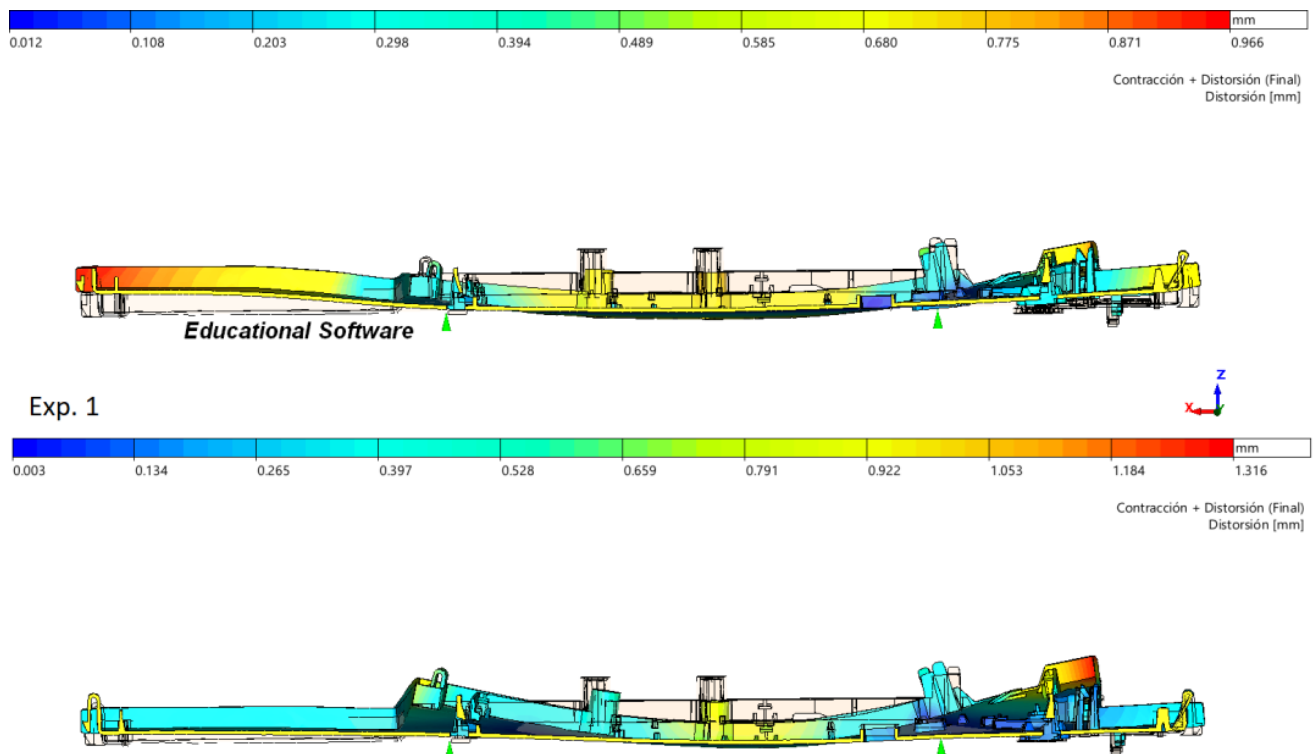 mm
0.012 0.108 0.203 0.298 0.394 0.489 0.585 0.680 0.775 0.871 0.966
Contracción + Distorsión (Final)
Distorsión [mm]
Educational Software
Z
X
Exp. 1
mm
0.003 0.134 0.265 0.397 0.528 0.659 0.791 0.922 1.053 1.184 1.316
Contracción + Distorsión (Final)
Distorsión [mm]